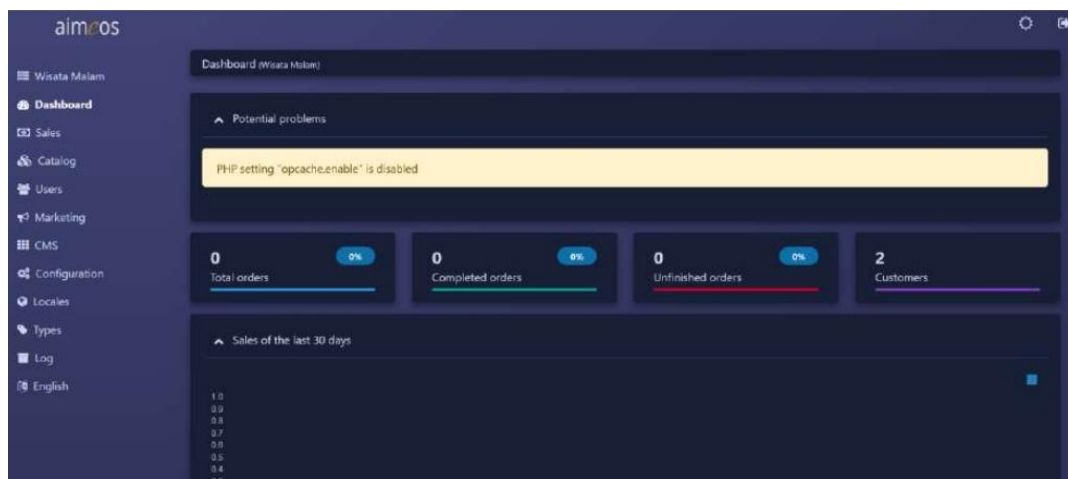 aimeos
Wisata Malam
Dashboard
Sales
Catalog
Users
Marketing
CMS
Configuration
Locales
Types
Log
English
Dashboard (Wisata Malam)
Potential problems
PHP setting "opcache.enable" is disabled
0
0%
Total orders
0
0%
Completed orders
0
0%
Unfinished orders
2
Customers
Sales of the last 30 days
1.0
0.9
0.8
0.7
0.6
0.5
0.4